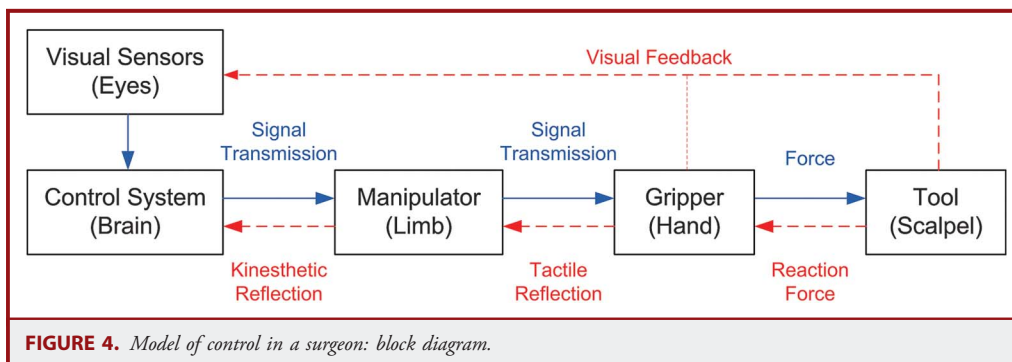 Visual Sensors
(Eyes)
Visual Feedback
Signal
Transmission
Signal
Transmission
Force
Control System
(Brain)
Manipulator
(Limb)
Gripper
(Hand)
Tool
(Scalpel)
Kinesthetic
Reflection
Tactile
Reflection
Reaction
Force
FIGURE 4. Model of control in a surgeon: block diagram.